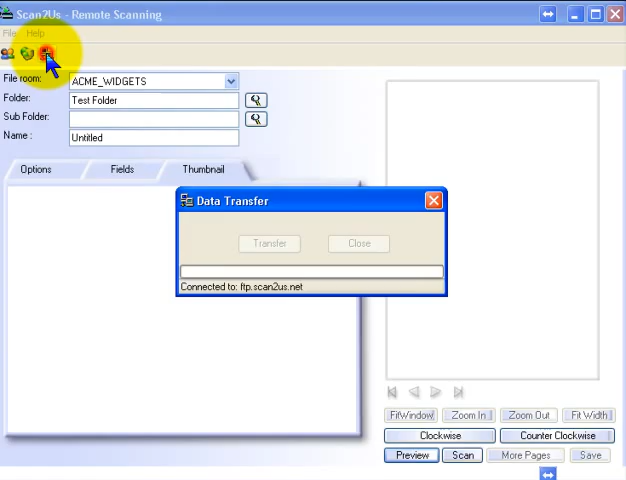 Scan2Us - Remote Scanning
File Help
File room: ACME_WIDGETS
Folder: Test Folder
Sub Folder:
Name : Untitled
Options Fields Thumbnail
Data Transfer
Transfer Close
Connected to: ftp.scan2us.net
FitWindow Zoom In Zoom Out Fit Width
Clockwise Counter Clockwise
Preview Scan More Pages Save